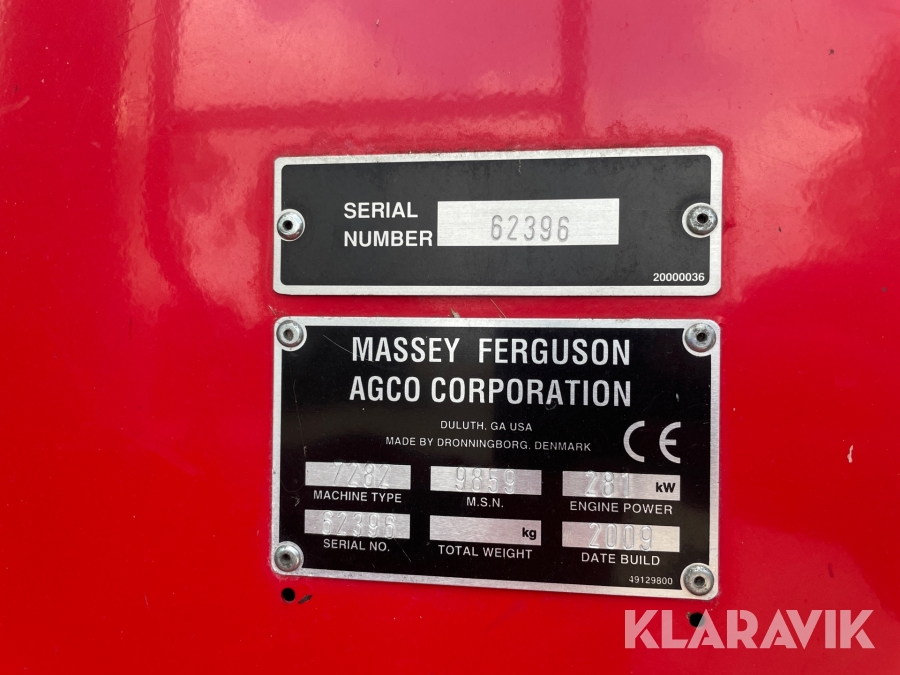 SERIAL
NUMBER
62396
20000036
MASSEY FERGUSON
AGCO CORPORATION
DULUTH, GA USA
MADE BY DRONNINGBORG, DENMARK
CE
7282 9859 281 kW
MACHINE TYPE M.S.N. ENGINE POWER
62396 kg 2009
SERIAL NO. TOTAL WEIGHT DATE BUILD
49129800
KLARAVIK